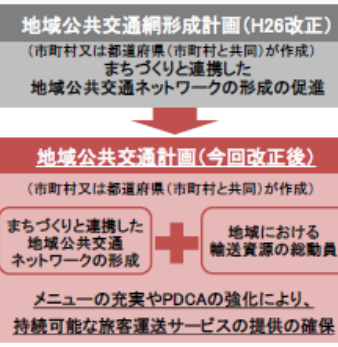 地域公共交通網形成計画(H26改正)
(市町村又は都道府県(市町村と共同)が作成)
まちづくりと連携した
地域公共交通ネットワークの形成の促進
地域公共交通計画(今回改正後)
(市町村又は都道府県(市町村と共同)が作成)
まちづくりと連携した
地域公共交通
ネットワークの形成
地域における
輸送資源の総動員
メニューの充実やPDCAの強化により、
持続可能な旅客運送サービスの提供の確保